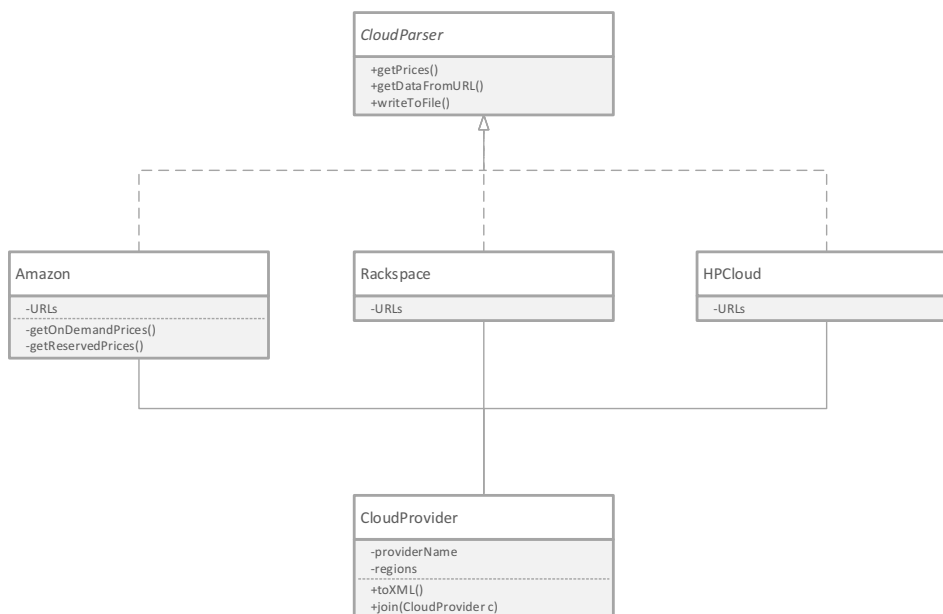 CloudParser
+getPrices()
+getDataFromURL()
+writeToFile()
Amazon
-URLs
-getOnDemandPrices()
-getReservedPrices()
Rackspace
-URLs
HPCloud
-URLs
CloudProvider
-providerName
-regions
+toXML()
+join(CloudProvider c)